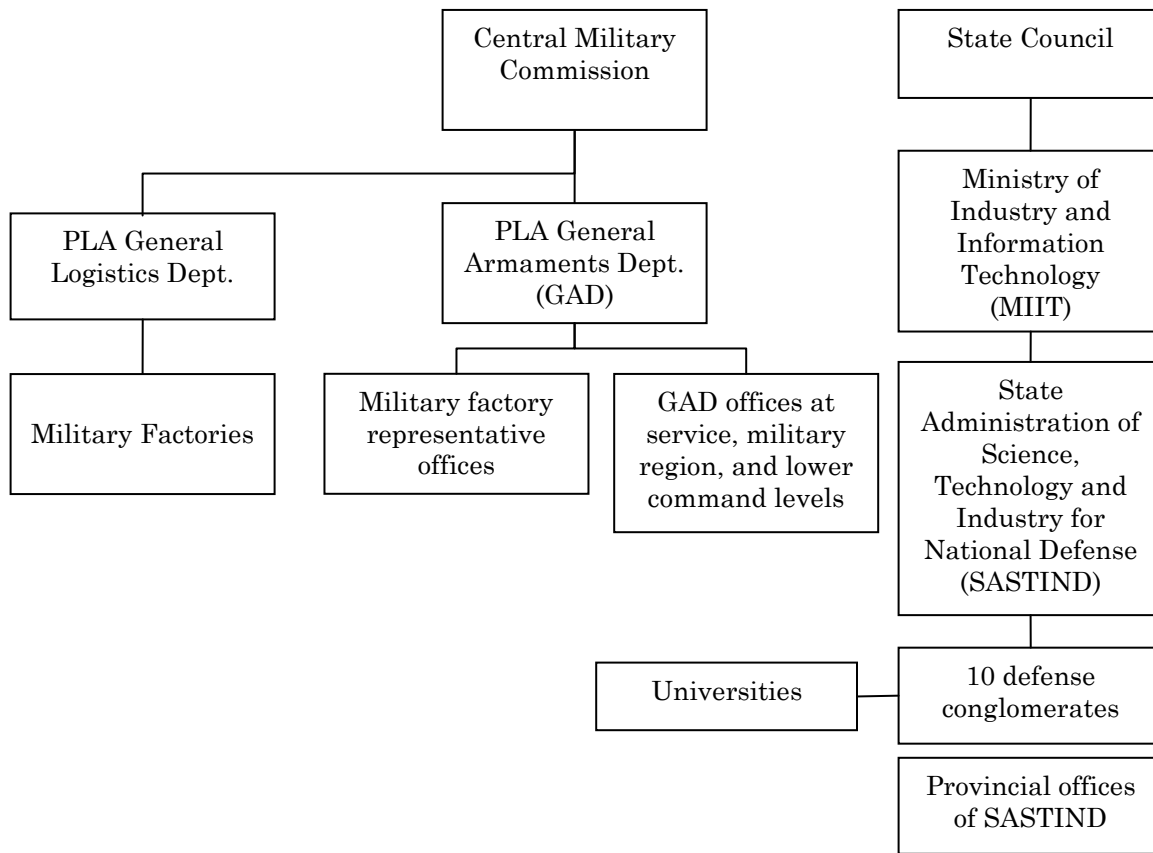 Central Military
Commission
State Council
Ministry of
Industry and
Information
Technology
(MIIT)
PLA General
Logistics Dept.
PLA General
Armaments Dept.
(GAD)
Military Factories
Military factory
representative
offices
GAD offices at
service, military
region, and lower
command levels
State
Administration of
Science,
Technology and
Industry for
National Defense
(SASTIND)
Universities
10 defense
conglomerates
Provincial offices
of SASTIND